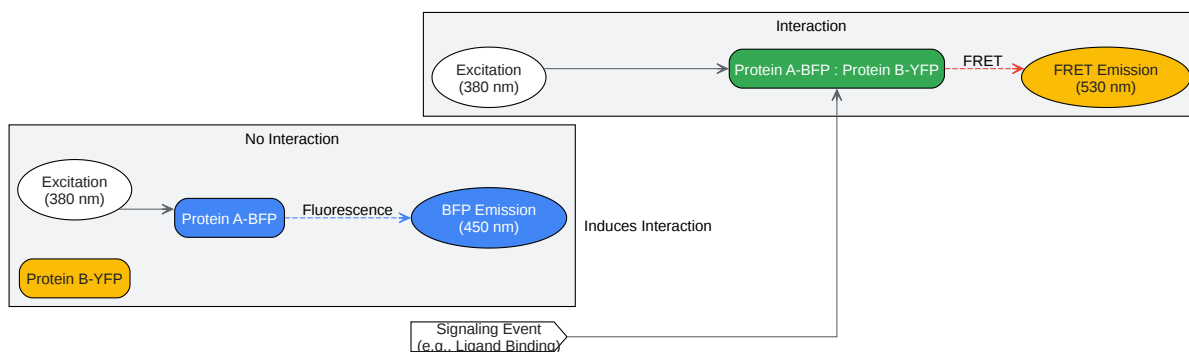 Interaction
Excitation
(380 nm)
Protein A-BFP : Protein B-YFP
FRET
FRET Emission
(530 nm)
No Interaction
Excitation
(380 nm)
Protein A-BFP
Fluorescence
BFP Emission
(450 nm)
Induces Interaction
Protein B-YFP
Signaling Event
(e.g., Ligand Binding)